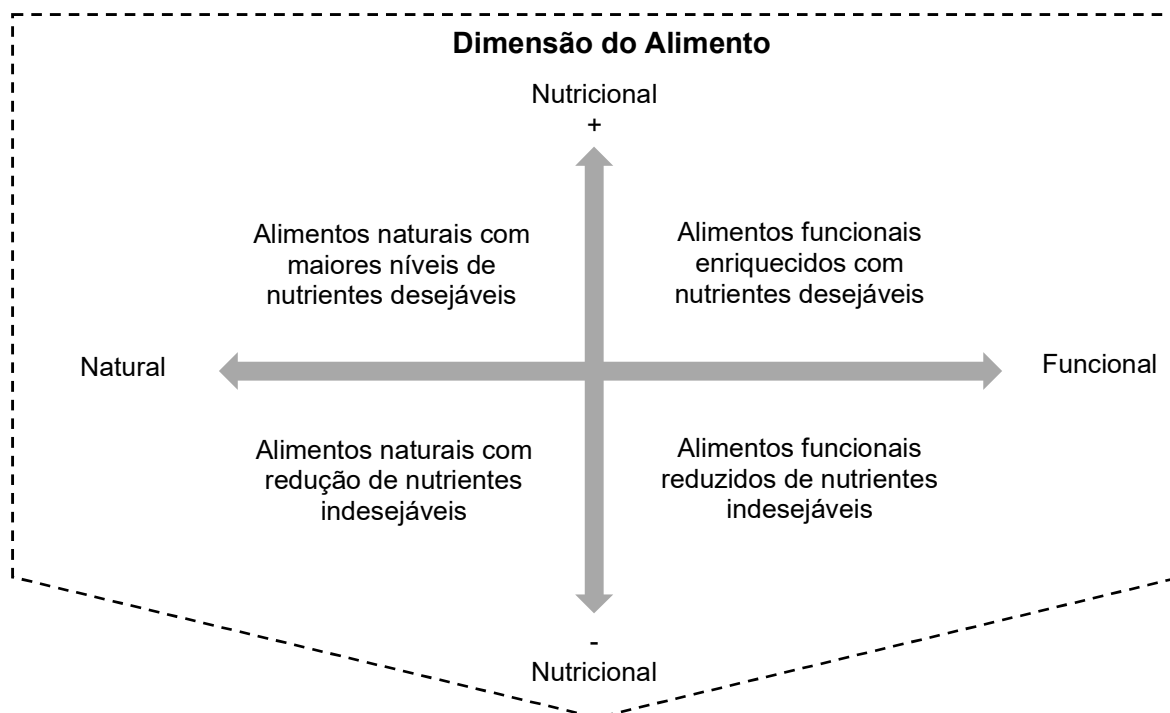 Dimensão do Alimento
Nutricional
+
Alimentos naturais com
maiores níveis de
nutrientes desejáveis
Alimentos funcionais
enriquecidos com
nutrientes desejáveis
Natural
Funcional
Alimentos naturais com
redução de nutrientes
indesejáveis
Alimentos funcionais
reduzidos de nutrientes
indesejáveis
-
Nutricional